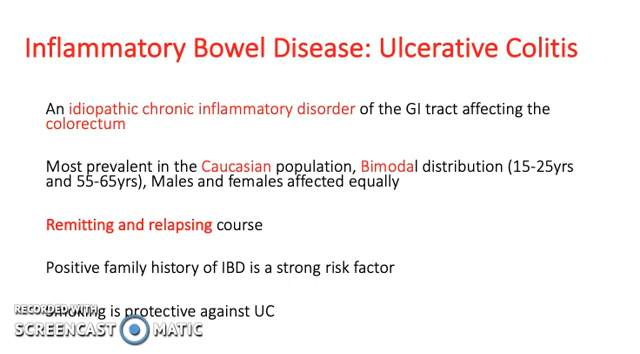 Inflammatory Bowel Disease: Ulcerative Colitis
An idiopathic chronic inflammatory disorder of the GI tract affecting the
colorectum
Most prevalent in the Caucasian population, Bimodal distribution (15-25yrs
and 55-65yrs), Males and females affected equally
Remitting and relapsing course
Positive family history of IBD is a strong risk factor
Smoking is protective against UC
RECORDED WITH
SCREENCAST MATIC